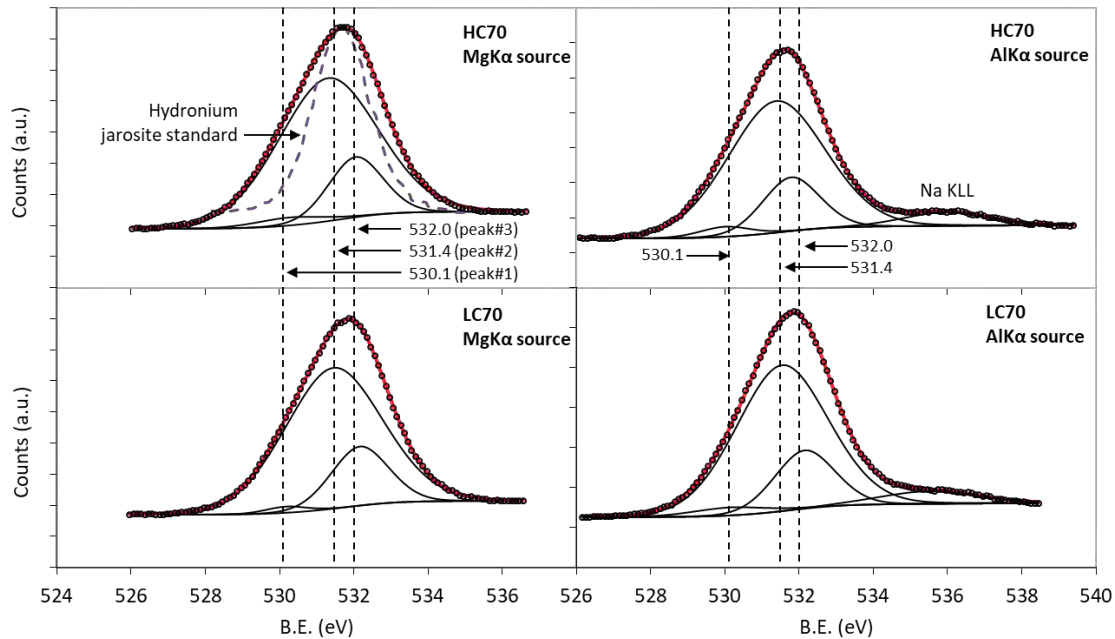 HC70
MgKα source
Hydronium
jarosite standard
532.0 (peak#3)
531.4 (peak#2)
530.1 (peak#1)
Counts (a.u.)
HC70
AlKα source
Na KLL
530.1
532.0
531.4
LC70
MgKα source
Counts (a.u.)
LC70
AlKα source
524 526 528 530 532 534 536 526 528 530 532 534 536 538 540
B.E. (eV) B.E. (eV)